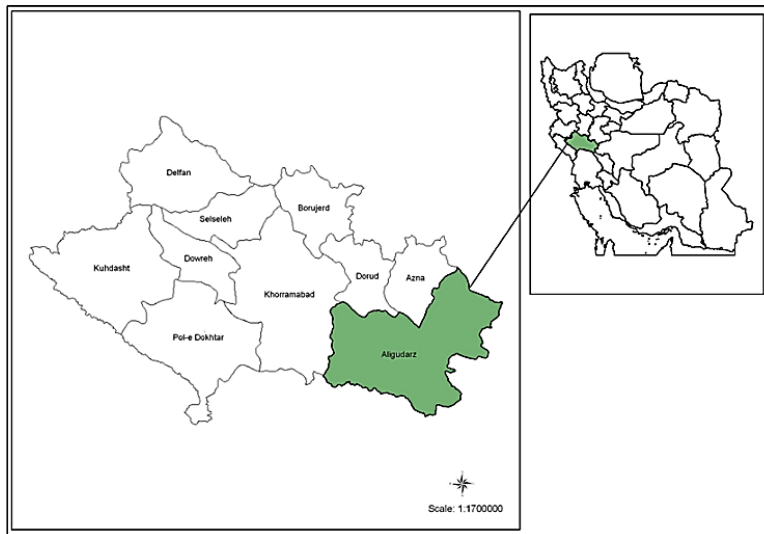 Delfan
Selseleh
Borujerd
Kuhdasht
Dowreh
Khorramabad
Dorud
Azna
Pol-e Dokhtar
Aligudarz
Scale: 1:1700000